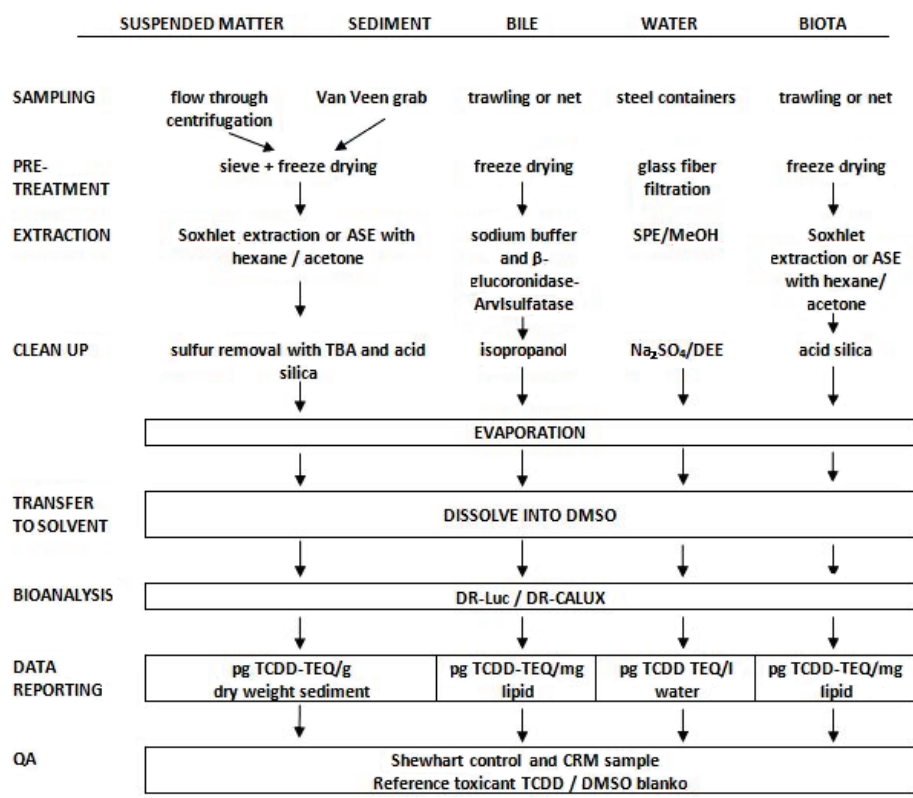 SUSPENDED MATTER SEDIMENT BILE WATER BIOTA
SAMPLING flow through Van Veen grab trawling or net steel containers trawling or net
centrifugation
PRE- sieve + freeze drying freeze drying glass fiber freeze drying
TREATMENT filtration
EXTRACTION Soxhlet extraction or ASE with sodium buffer SPE/MeOH Soxhlet
hexane / acetone and β- extraction or ASE
glucoronidase- with hexane/
Arylsulfatase acetone
CLEAN UP sulfur removal with TBA and acid isopropanol Na₂SO₄/DEE acid silica
silica
EVAPORATION
TRANSFER
TO SOLVENT DISSOLVE INTO DMSO
BIOANALYSIS DR-Luc / DR-CALUX
DATA pg TCDD-TEQ/g pg TCDD-TEQ/mg pg TCDD TEQ/l pg TCDD-TEQ/mg
REPORTING dry weight sediment lipid water lipid
QA Shewhart control and CRM sample
Reference toxicant TCDD / DMSO blanko